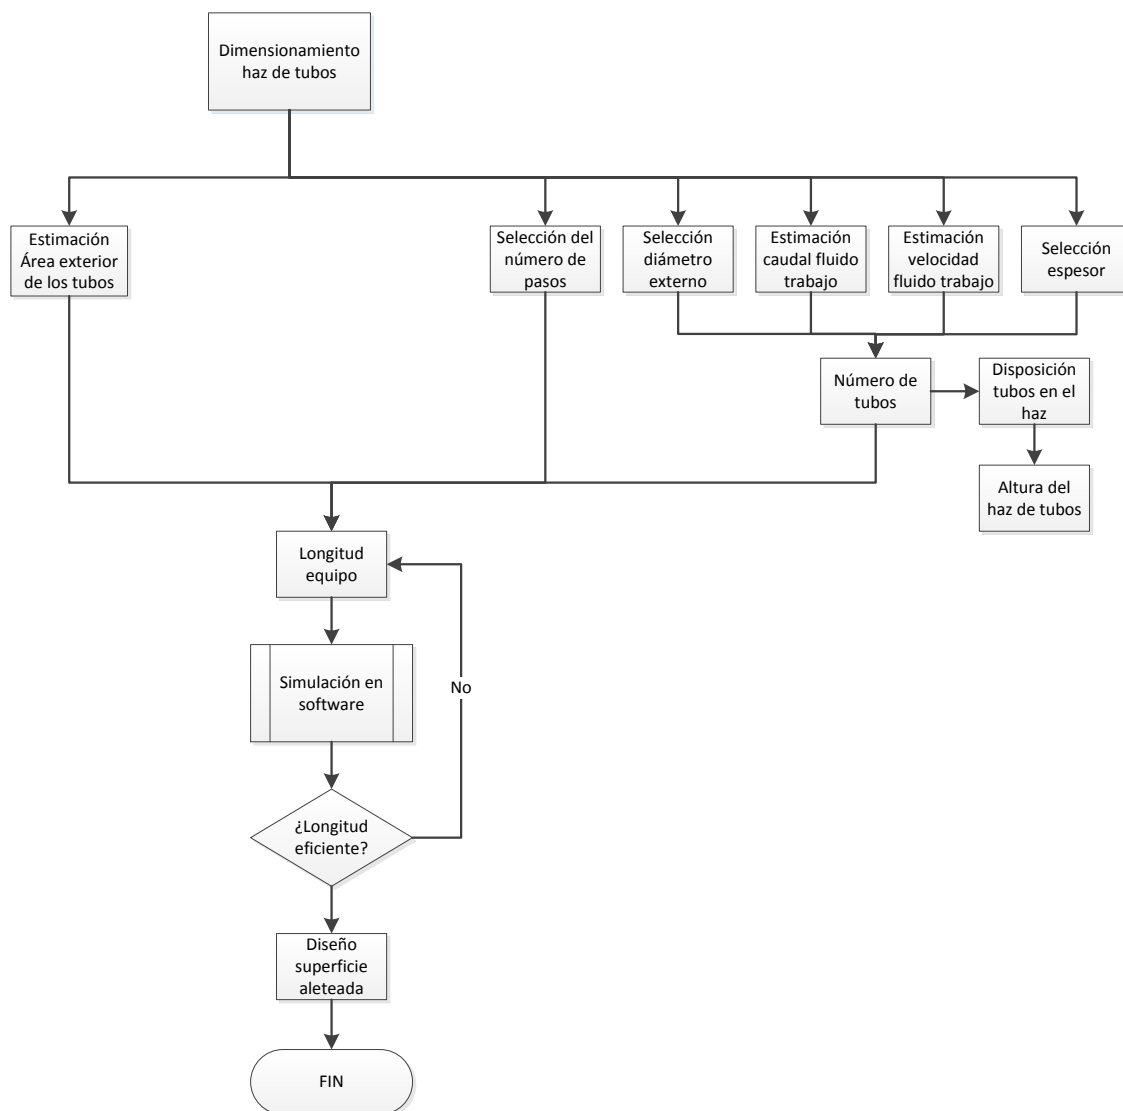 Dimensionamiento
haz de tubos
Estimación
Área exterior
de los tubos
Selección del
número de
pasos
Selección
diámetro
externo
Estimación
caudal fluido
trabajo
Estimación
velocidad
fluido trabajo
Selección
espesor
Número de
tubos
Disposición
tubos en el
haz
Altura del
haz de tubos
Longitud
equipo
Simulación en
software
No
¿Longitud
eficiente?
Diseño
superficie
aleteada
FIN